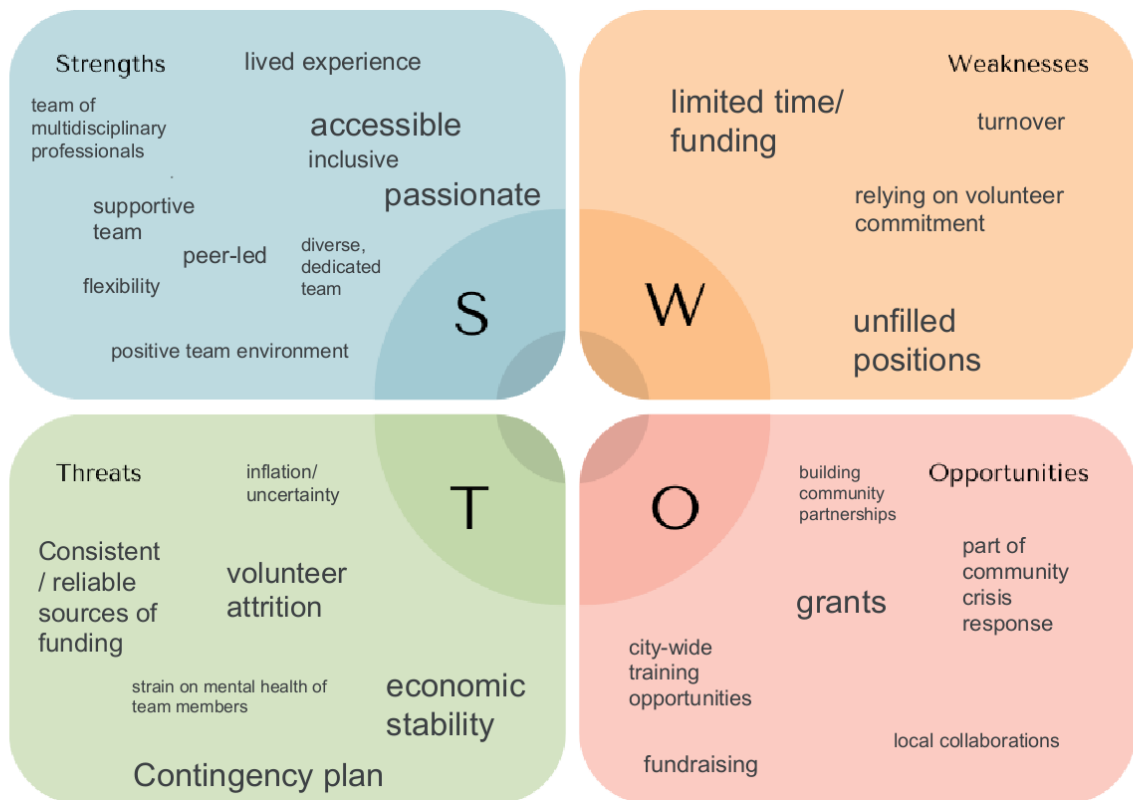 Strengths
lived experience
team of
multidisciplinary
professionals
accessible
inclusive
passionate
supportive
team
peer-led
diverse,
dedicated
team
flexibility
positive team environment
S
Weaknesses
limited time/
funding
turnover
relying on volunteer
commitment
W
unfilled
positions
Threats
inflation/
uncertainty
T
Consistent
/ reliable
sources of
funding
volunteer
attrition
strain on mental health of
team members
economic
stability
Contingency plan
Opportunities
building
community
partnerships
O
part of
community
crisis
response
grants
city-wide
training
opportunities
local collaborations
fundraising